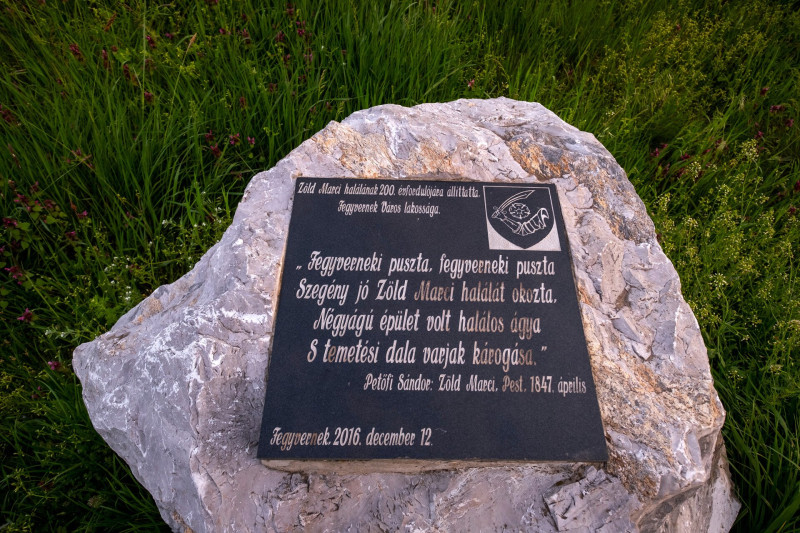 Zöld Marci halálának 200. évfordulójára állíttatta
Fegyvernek Város lakossága.
„ Fegyverneki puszta, fegyverneki puszta
Szegény jó Zöld Marci halálát okozta,
Négyágú épület volt halálos ágya
S temetési dala varjak károgása.”
Petőfi Sándor: Zöld Marci, Pest. 1847. április
Fegyvernek, 2016. december 12.